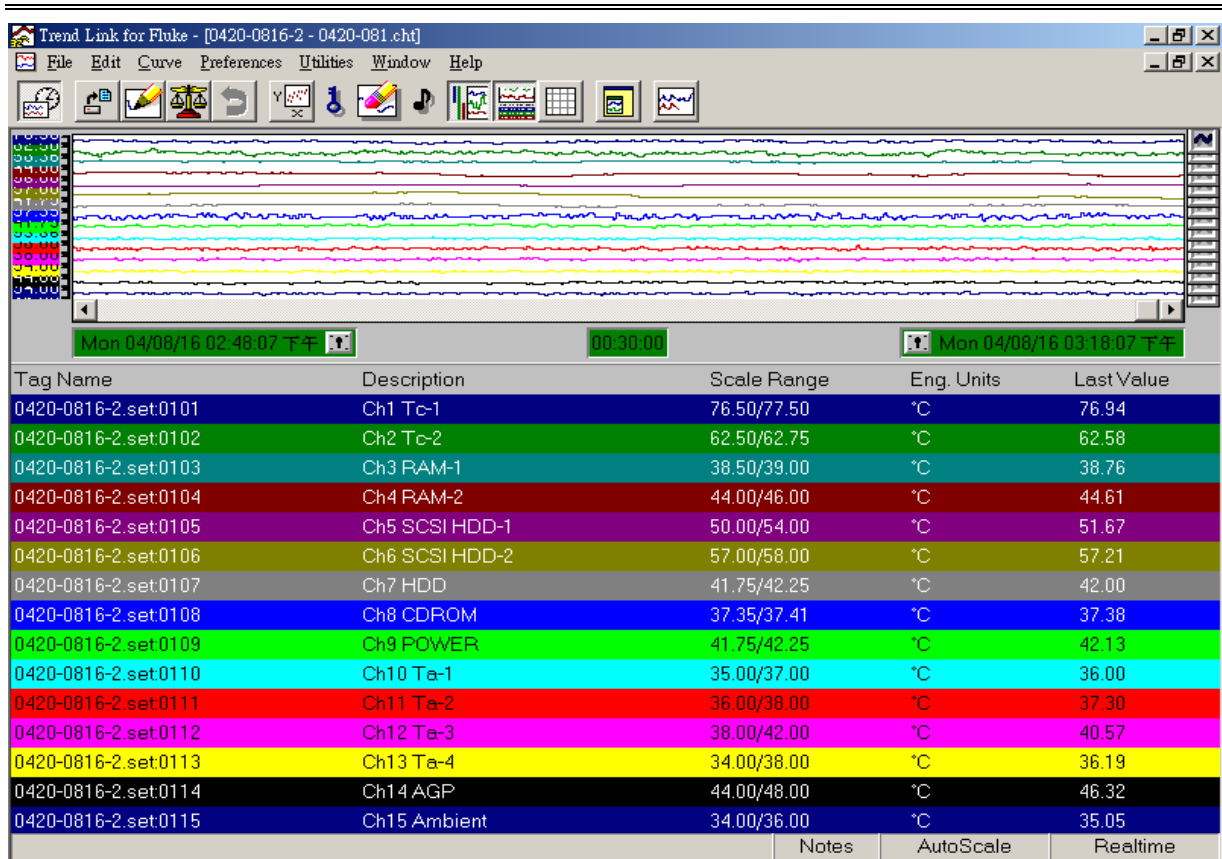 Trend Link for Fluke - [0420-0816-2 - 0420-081.cht]
File Edit Curve Preferences Utilities Window Help
Mon 04/08/16 02:48:07 下午 00:30:00 Mon 04/08/16 03:18:07 下午
Tag Name Description Scale Range Eng. Units Last Value
0420-0816-2.set:0101 Ch1 Tc-1 76.50/77.50 °C 76.94
0420-0816-2.set:0102 Ch2 Tc-2 62.50/62.75 °C 62.58
0420-0816-2.set:0103 Ch3 RAM-1 38.50/39.00 °C 38.76
0420-0816-2.set:0104 Ch4 RAM-2 44.00/46.00 °C 44.61
0420-0816-2.set:0105 Ch5 SCSI HDD-1 50.00/54.00 °C 51.67
0420-0816-2.set:0106 Ch6 SCSI HDD-2 57.00/58.00 °C 57.21
0420-0816-2.set:0107 Ch7 HDD 41.75/42.25 °C 42.00
0420-0816-2.set:0108 Ch8 CDROM 37.35/37.41 °C 37.38
0420-0816-2.set:0109 Ch9 POWER 41.75/42.25 °C 42.13
0420-0816-2.set:0110 Ch10 Ta-1 35.00/37.00 °C 36.00
0420-0816-2.set:0111 Ch11 Ta-2 36.00/38.00 °C 37.30
0420-0816-2.set:0112 Ch12 Ta-3 38.00/42.00 °C 40.57
0420-0816-2.set:0113 Ch13 Ta-4 34.00/38.00 °C 36.19
0420-0816-2.set:0114 Ch14 AGP 44.00/48.00 °C 46.32
0420-0816-2.set:0115 Ch15 Ambient 34.00/36.00 °C 35.05
Notes AutoScale Realtime